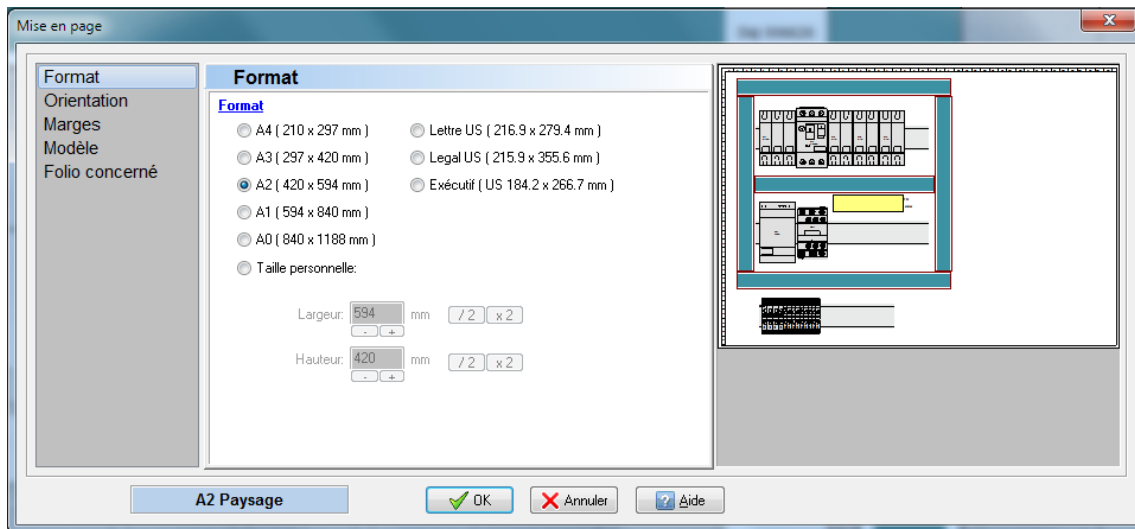 Mise en page
Format
Orientation
Marges
Modèle
Folio concerné
Format
Format
A4 ( 210 x 297 mm )
A3 ( 297 x 420 mm )
A2 ( 420 x 594 mm )
A1 ( 594 x 840 mm )
A0 ( 840 x 1188 mm )
Taille personnelle:
Lettre US ( 216.9 x 279.4 mm )
Legal US ( 215.9 x 355.6 mm )
Exécutif ( US 184.2 x 266.7 mm )
Largeur: 594 mm / 2 x 2
- +
Hauteur: 420 mm / 2 x 2
- +
A2 Paysage
OK
Annuler
Aide